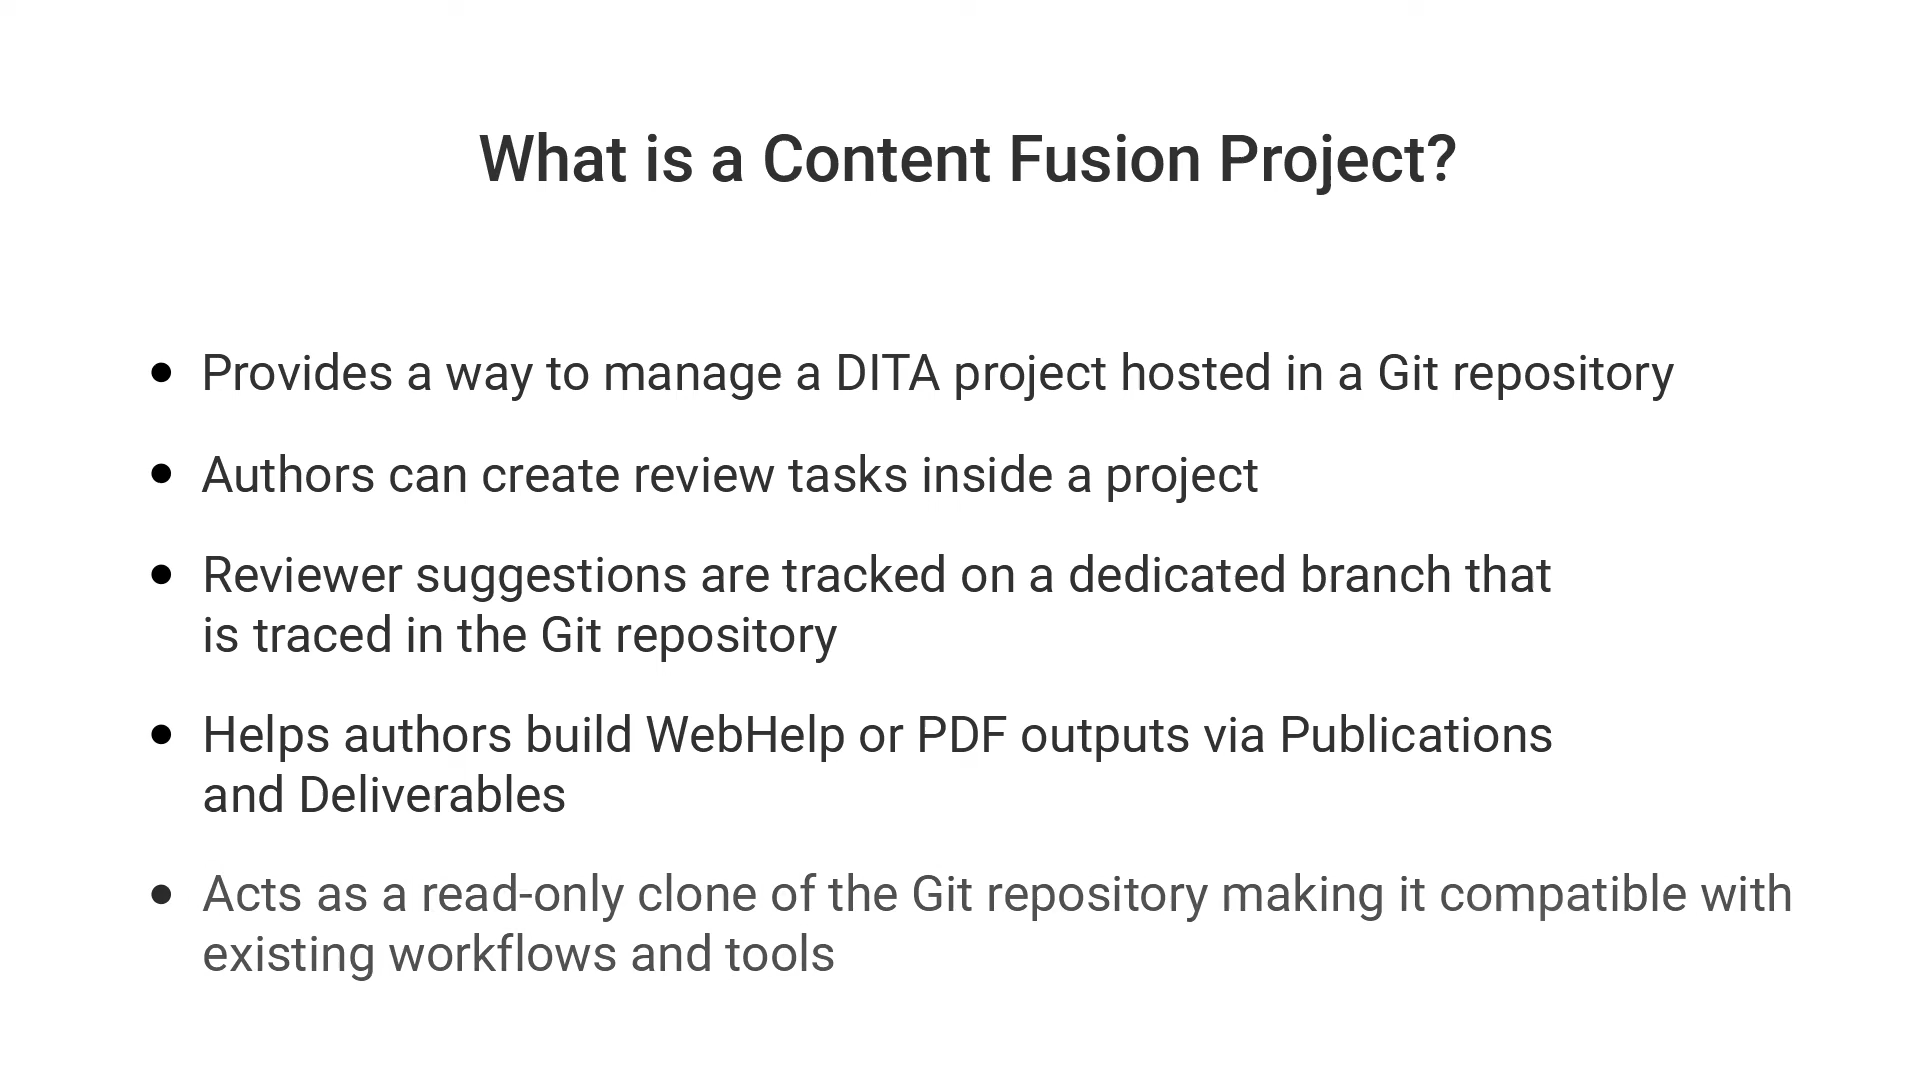 What is a Content Fusion Project?
● Provides a way to manage a DITA project hosted in a Git repository
● Authors can create review tasks inside a project
● Reviewer suggestions are tracked on a dedicated branch that
is traced in the Git repository
● Helps authors build WebHelp or PDF outputs via Publications
and Deliverables
● Acts as a read-only clone of the Git repository making it compatible with
existing workflows and tools